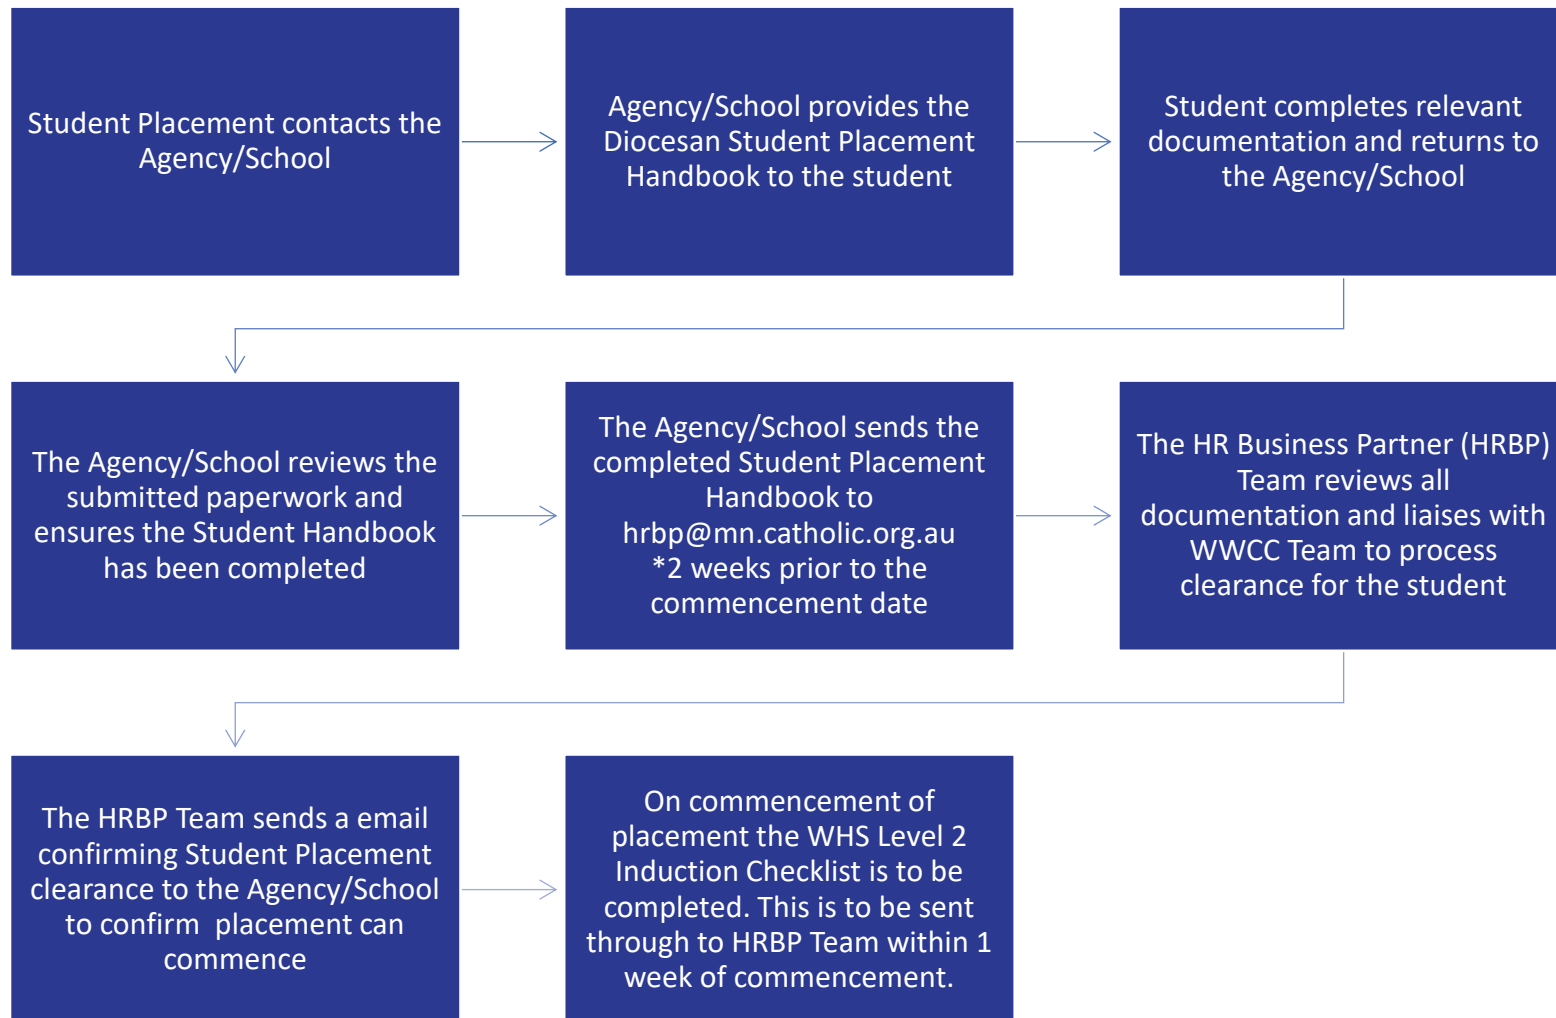 Student Placement contacts the
Agency/School
Agency/School provides the
Diocesan Student Placement
Handbook to the student
Student completes relevant
documentation and returns to
the Agency/School
The Agency/School reviews the
submitted paperwork and
ensures the Student Handbook
has been completed
The Agency/School sends the
completed Student Placement
Handbook to
hrbp@mn.catholic.org.au
*2 weeks prior to the
commencement date
The HR Business Partner (HRBP)
Team reviews all
documentation and liaises with
WWCC Team to process
clearance for the student
The HRBP Team sends a email
confirming Student Placement
clearance to the Agency/School
to confirm  placement can
commence
On commencement of
placement the WHS Level 2
Induction Checklist is to be
completed. This is to be sent
through to HRBP Team within 1
week of commencement.